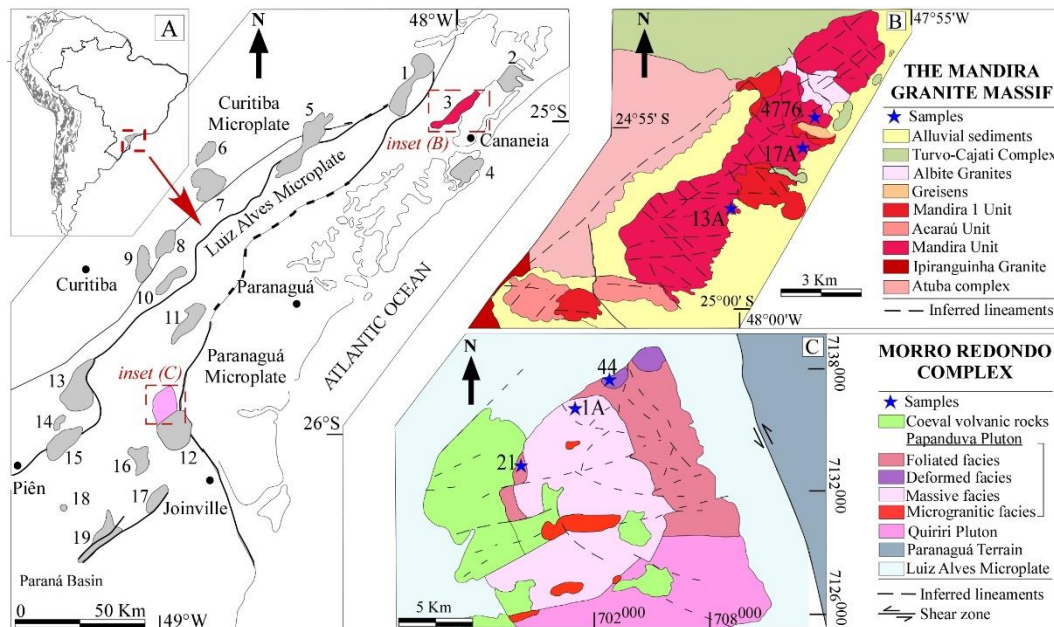 A
N
48°W
1
2
3
inset (B)
25°S
Cananeia
4
5
Curitiba
Microplate
6
7
Luiz Alves Microplate
8
9
10
Curitiba
Paranaguá
11
ATLANTIC OCEAN
Paranaguá
Microplate
inset (C)
12
26°S
13
14
15
16
17
Piên
18
Joinville
19
Paraná Basin
0
50 Km
49°W
B
N
47°55'W
24°55' S
4776
17A
13A
3 Km
25°00' S
48°00'W
THE MANDIRA
GRANITE MASSIF
Samples
Alluvial sediments
Turvo-Cajati Complex
Albite Granites
Greisens
Mandira 1 Unit
Acaraú Unit
Mandira Unit
Ipiranguinha Granite
Atuba complex
Inferred lineaments
C
N
44
1A
21
7138000
7132000
7126000
702000
708000
5 Km
MORRO REDONDO
COMPLEX
Samples
Coeval volcanic rocks
Papanduva Pluton
Foliated facies
Deformed facies
Massive facies
Microgranitic facies
Quiriri Pluton
Paranaguá Terrain
Luiz Alves Microplate
Inferred lineaments
Shear zone